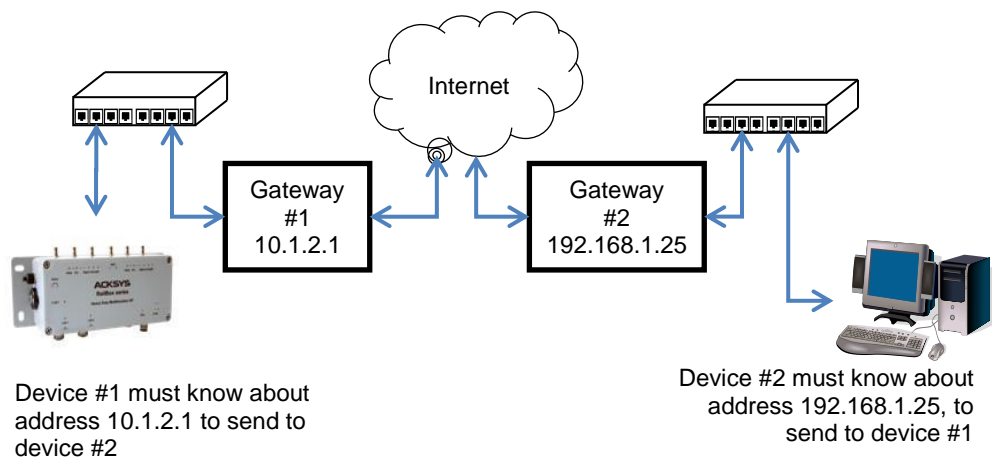 Internet
Gateway
#1
10.1.2.1
Gateway
#2
192.168.1.25
ACKSYS
RailBox series
Device #1 must know about
address 10.1.2.1 to send to
device #2
Device #2 must know about
address 192.168.1.25, to
send to device #1